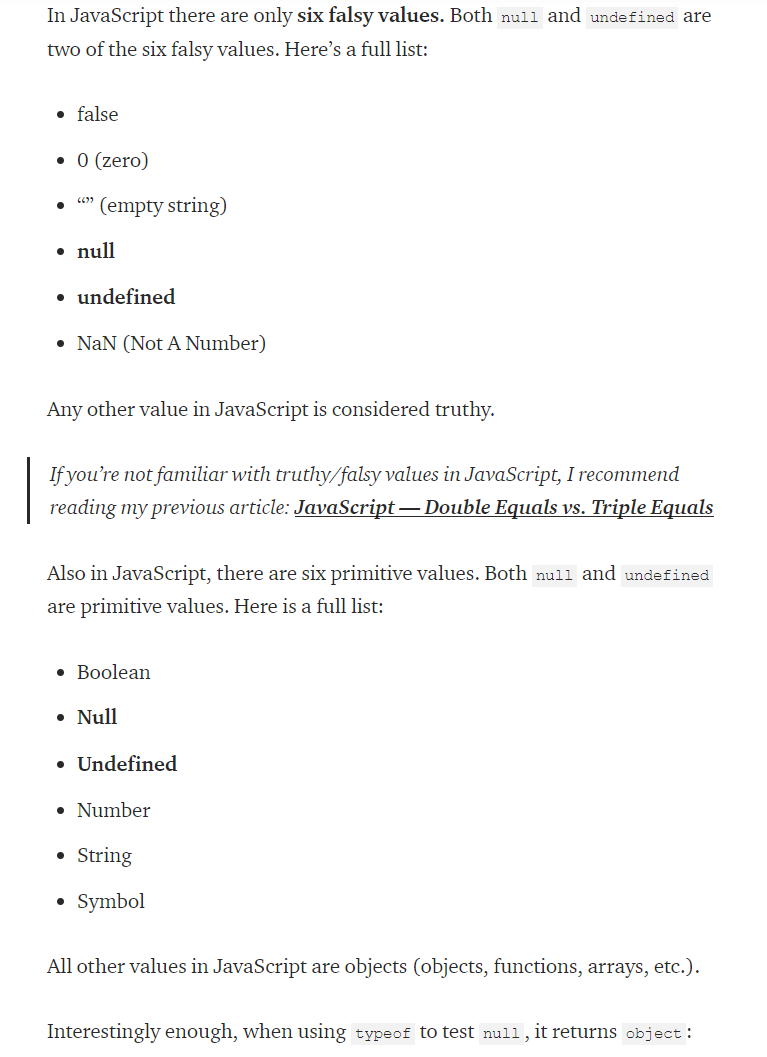 In JavaScript there are only six falsy values. Both null and undefined are
two of the six falsy values. Here’s a full list:
• false
• 0 (zero)
• “” (empty string)
• null
• undefined
• NaN (Not A Number)
Any other value in JavaScript is considered truthy.
If you’re not familiar with truthy/falsy values in JavaScript, I recommend
reading my previous article: JavaScript — Double Equals vs. Triple Equals
Also in JavaScript, there are six primitive values. Both null and undefined
are primitive values. Here is a full list:
• Boolean
• Null
• Undefined
• Number
• String
• Symbol
All other values in JavaScript are objects (objects, functions, arrays, etc.).
Interestingly enough, when using typeof to test null, it returns object: